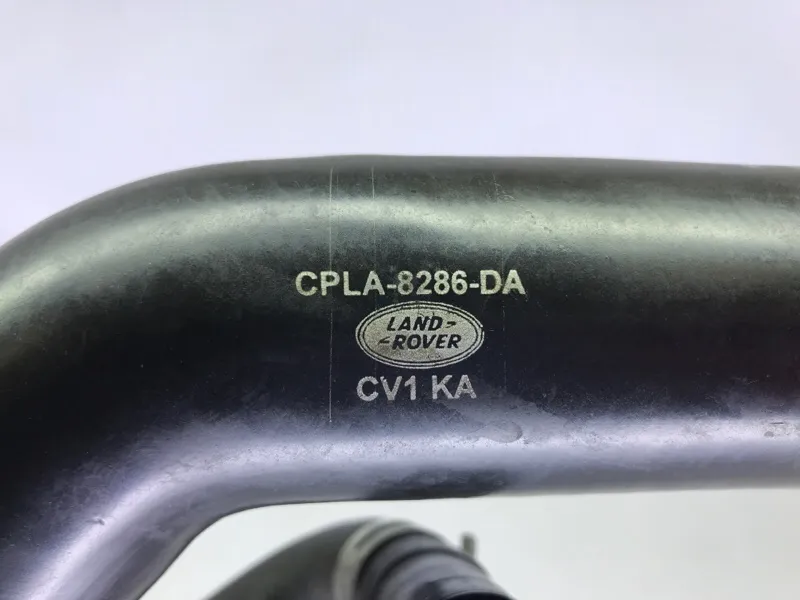 CPLA-8286-DA
LAND-
-ROVER
CV1 KA